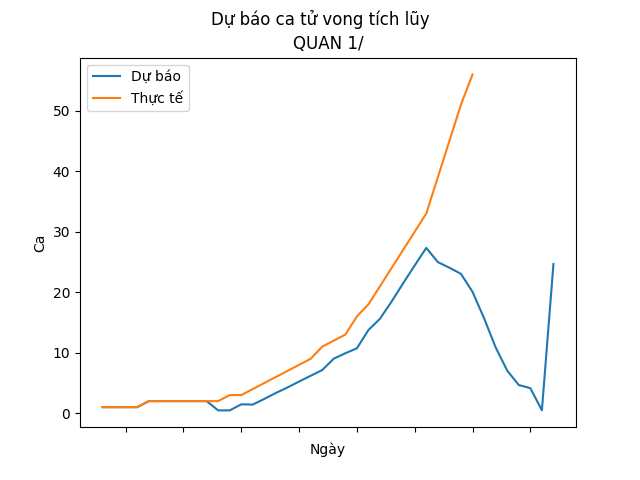 Dự báo ca tử vong tích lũy
QUAN 1/
Dự báo
Thực tế
50
40
30
20
10
0
Ca
Ngày